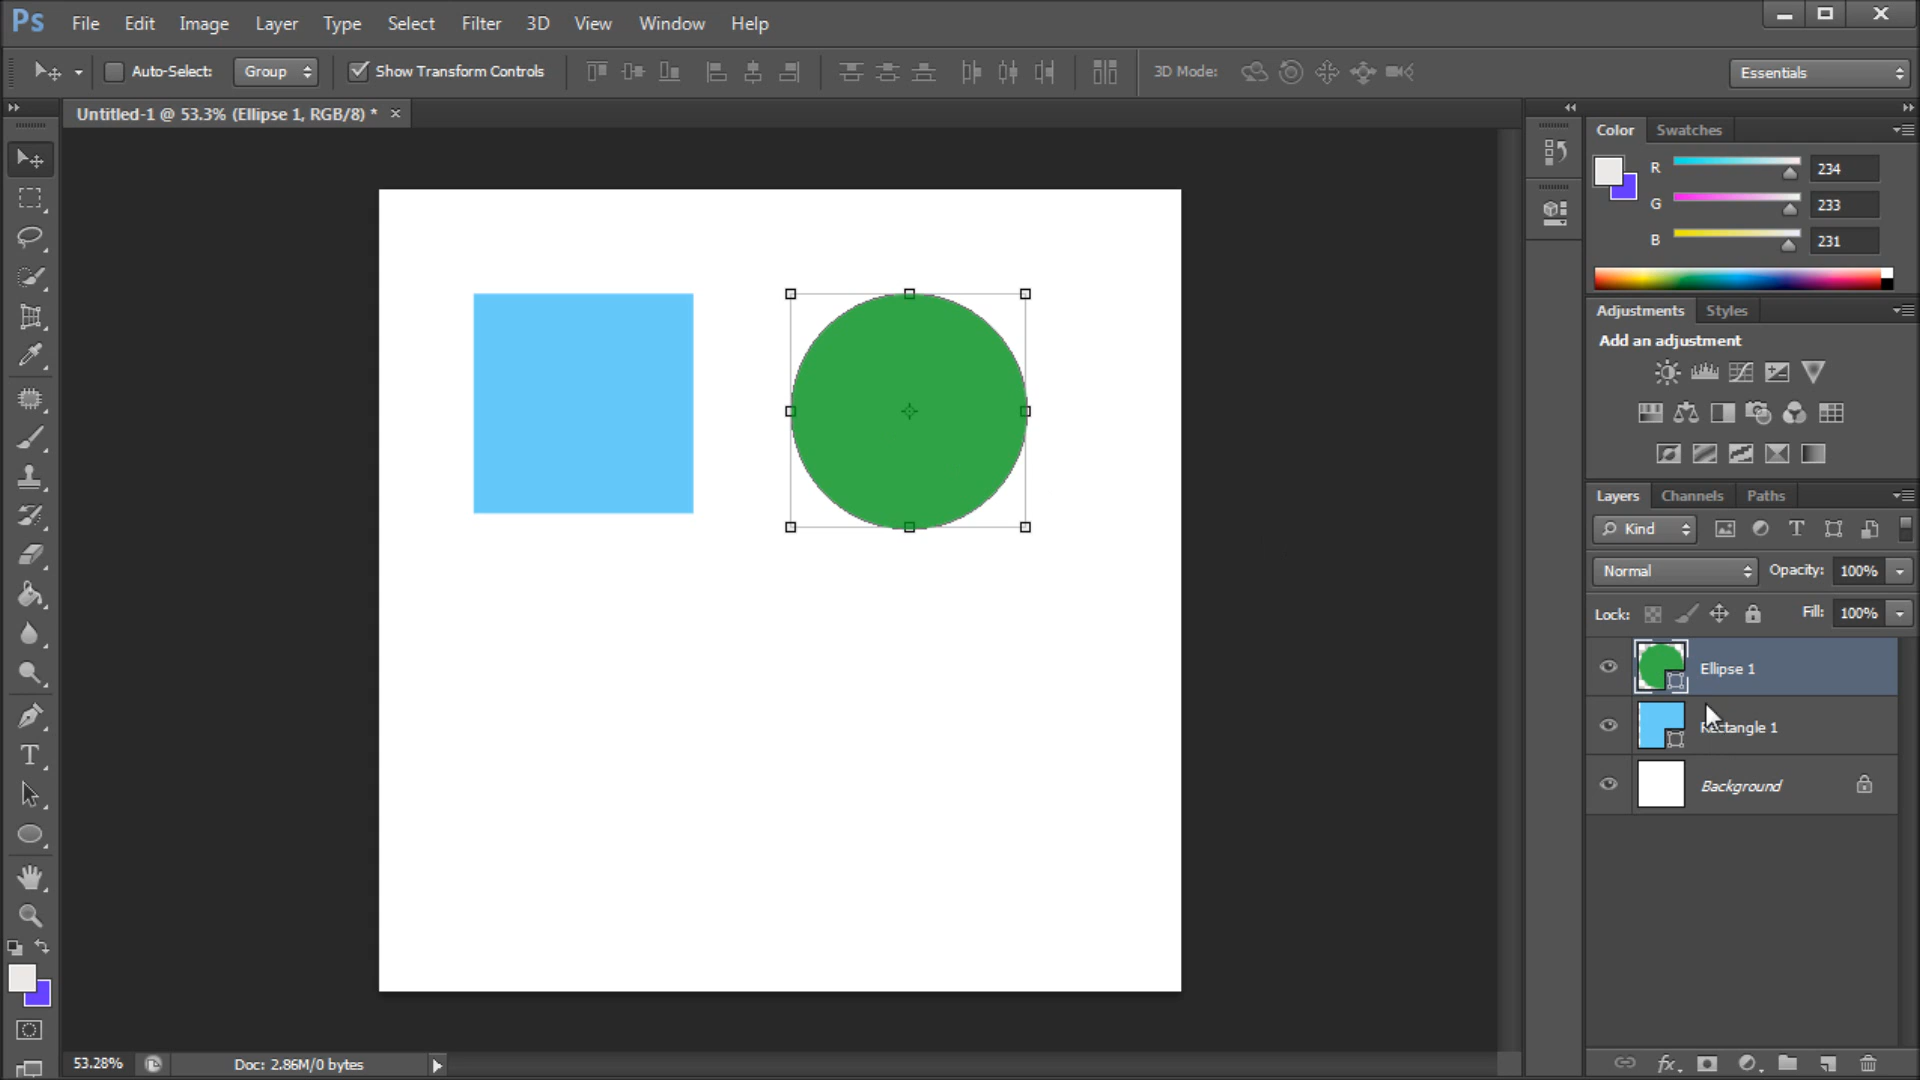 Ps File Edit Image Layer Type Select Filter 3D View Window Help
Auto-Select: Group Show Transform Controls 3D Mode: Essentials
Untitled-1 @ 53.3% (Ellipse 1, RGB/8) * ×
Color Swatches
R 234
G 233
B 231
Adjustments Styles
Add an adjustment
Layers Channels Paths
Kind
Normal Opacity: 100%
Lock: Fill: 100%
Ellipse 1
Rectangle 1
Background
53.28% Doc: 2.86M/0 bytes
fx